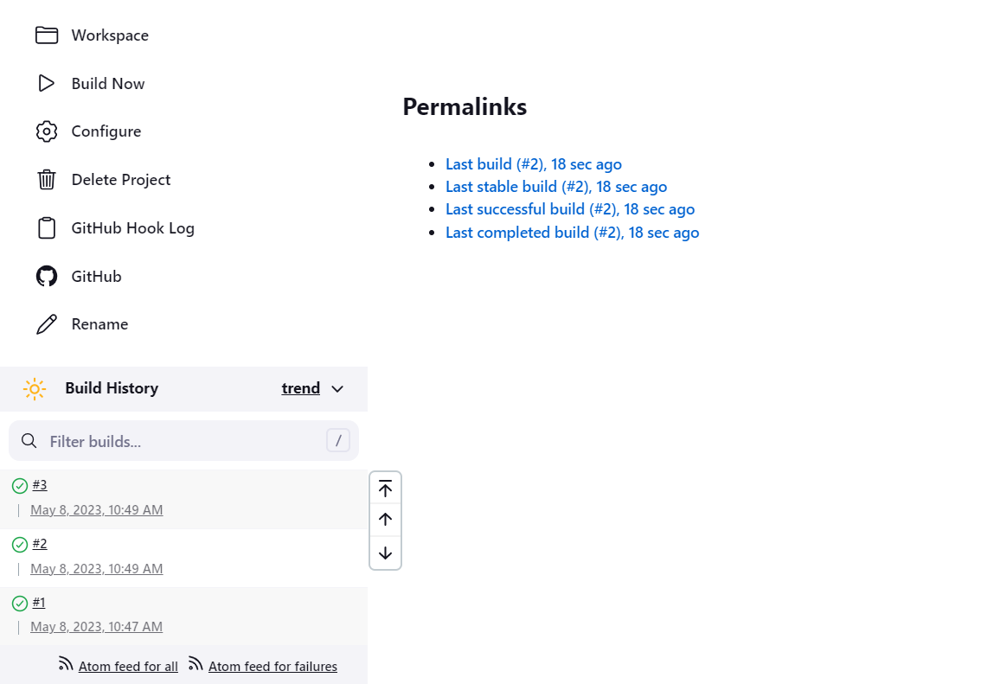 Workspace
Build Now
Configure
Delete Project
GitHub Hook Log
GitHub
Rename
Build History trend
Filter builds... /
#3
May 8, 2023, 10:49 AM
#2
May 8, 2023, 10:49 AM
#1
May 8, 2023, 10:47 AM
Atom feed for all Atom feed for failures
Permalinks
Last build (#2), 18 sec ago
Last stable build (#2), 18 sec ago
Last successful build (#2), 18 sec ago
Last completed build (#2), 18 sec ago